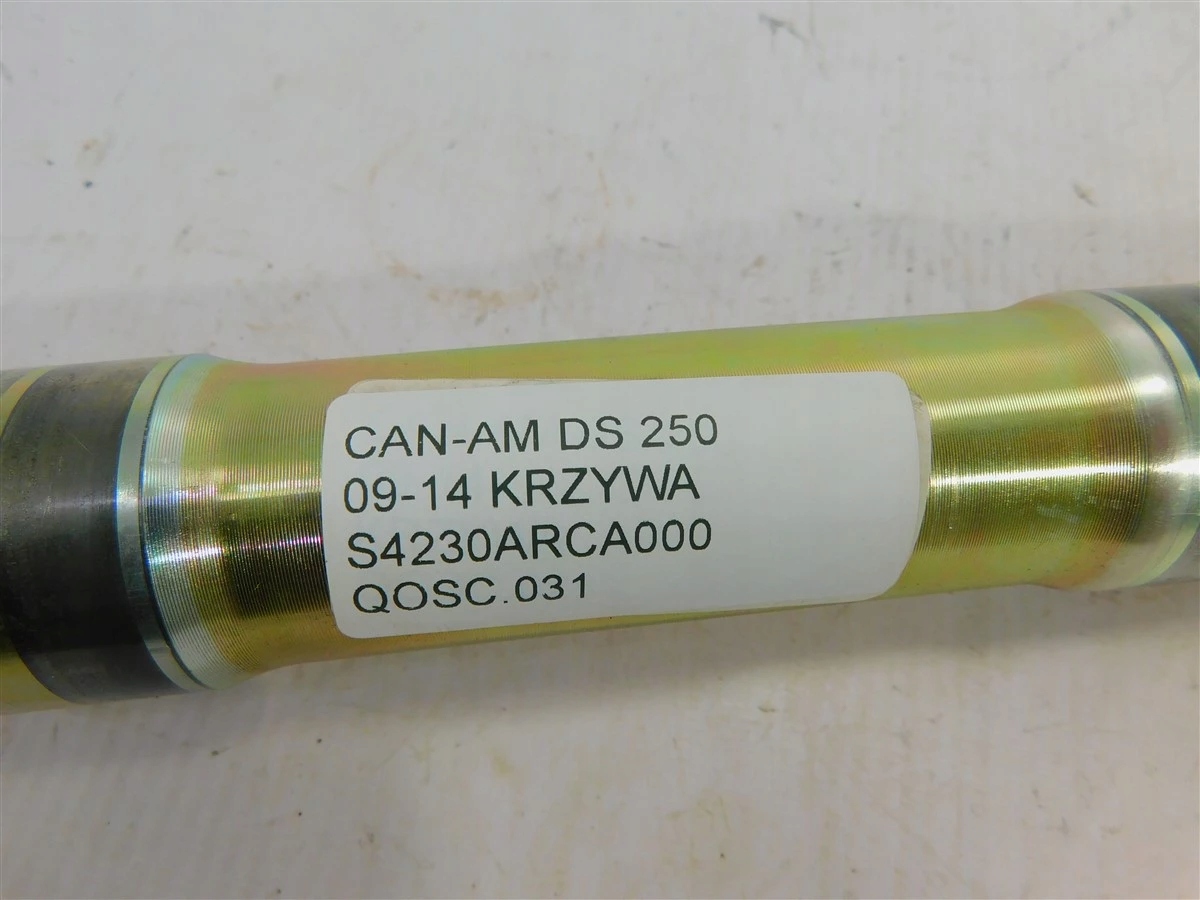 CAN-AM DS 250
09-14 KRZYWA
S4230ARCA000
QOSC.031